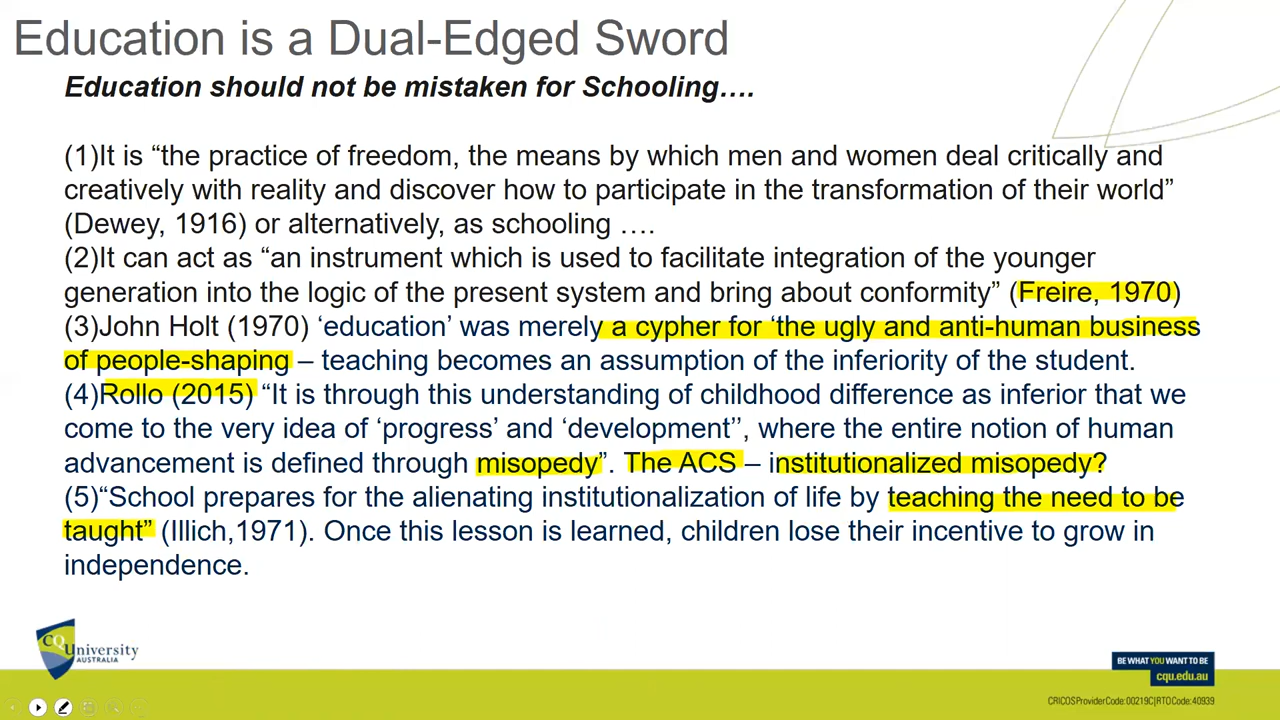 Education is a Dual-Edged Sword
Education should not be mistaken for Schooling….
(1)It is “the practice of freedom, the means by which men and women deal critically and
creatively with reality and discover how to participate in the transformation of their world”
(Dewey, 1916) or alternatively, as schooling ….
(2)It can act as “an instrument which is used to facilitate integration of the younger
generation into the logic of the present system and bring about conformity” (Freire, 1970)
(3)John Holt (1970) ‘education’ was merely a cypher for ‘the ugly and anti-human business
of people-shaping – teaching becomes an assumption of the inferiority of the student.
(4)Rollo (2015) “It is through this understanding of childhood difference as inferior that we
come to the very idea of ‘progress’ and ‘development’’, where the entire notion of human
advancement is defined through misopedy”. The ACS – institutionalized misopedy?
(5)“School prepares for the alienating institutionalization of life by teaching the need to be
taught” (Illich,1971). Once this lesson is learned, children lose their incentive to grow in
independence.
CQUniversity
AUSTRALIA
BE WHAT YOU WANT TO BE
cqu.edu.au
CRICOSProviderCode:00219C|RTOCode:40939